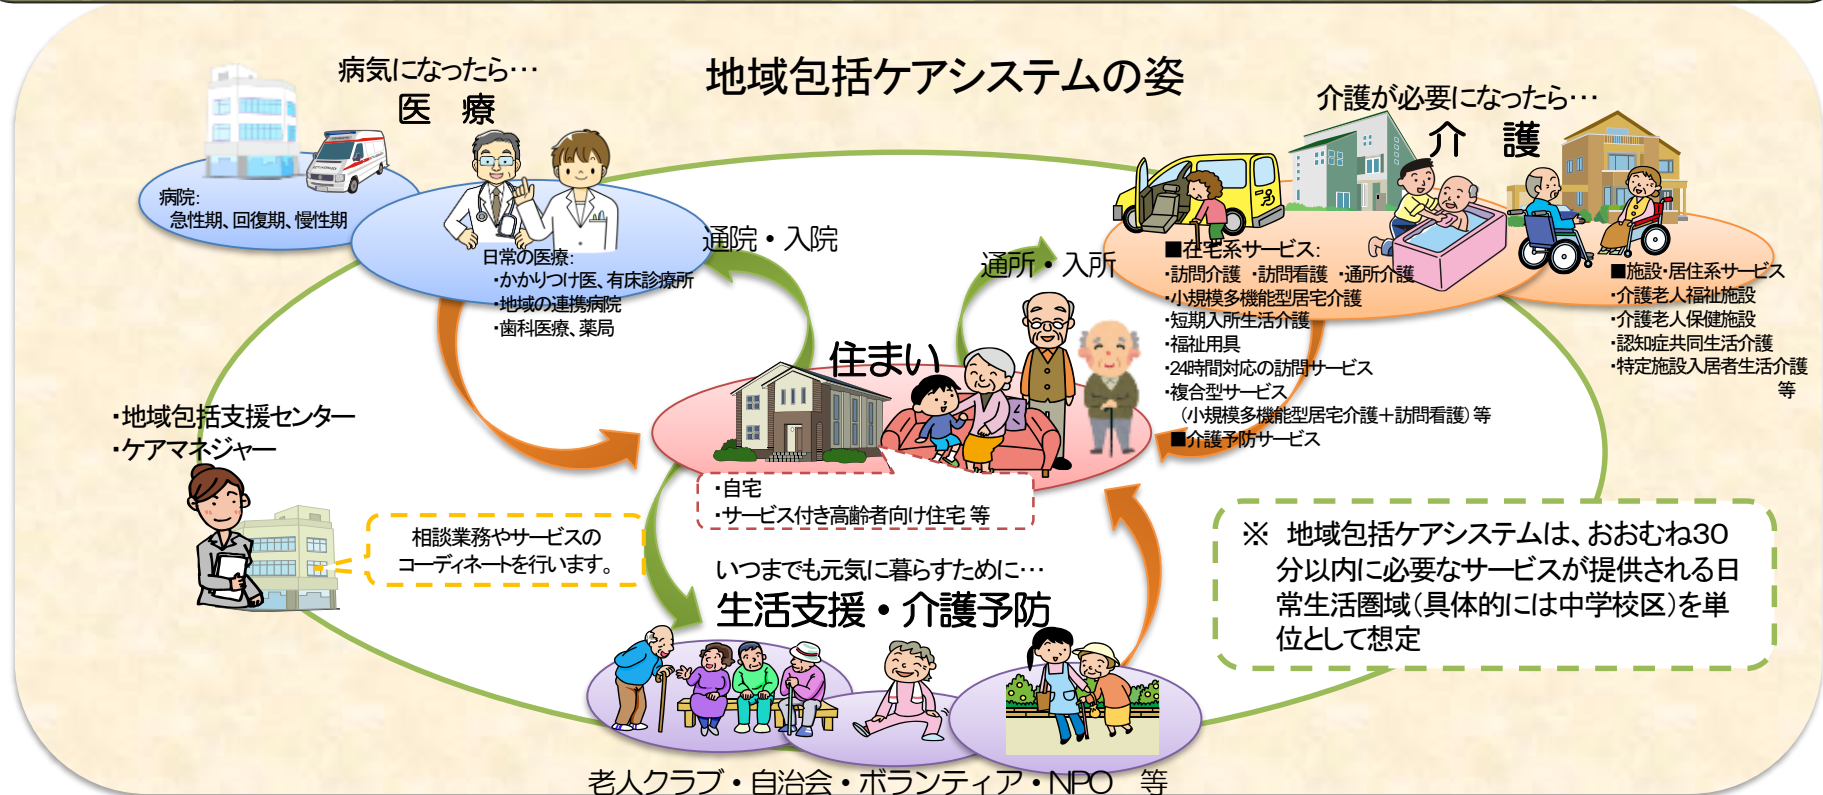 地域包括ケアシステムの姿
病気になったら…
医 療
病院:
急性期、回復期、慢性期
日常の医療:
・かかりつけ医、有床診療所
・地域の連携病院
・歯科医療、薬局
通院・入院
通所・入所
介護が必要になったら…
介 護
■在宅系サービス:
・訪問介護 ・訪問看護 ・通所介護
・小規模多機能型居宅介護
・短期入所生活介護
・福祉用具
・24時間対応の訪問サービス
・複合型サービス
（小規模多機能型居宅介護＋訪問看護）等
■介護予防サービス
■施設・居住系サービス
・介護老人福祉施設
・介護老人保健施設
・認知症共同生活介護
・特定施設入居者生活介護
等
住まい
・自宅
・サービス付き高齢者向け住宅 等
・地域包括支援センター
・ケアマネジャー
相談業務やサービスの
コーディネートを行います。
いつまでも元気に暮らすために…
生活支援・介護予防
老人クラブ・自治会・ボランティア・NPO 等
※ 地域包括ケアシステムは、おおむね30
分以内に必要なサービスが提供される日
常生活圏域（具体的には中学校区）を単
位として想定